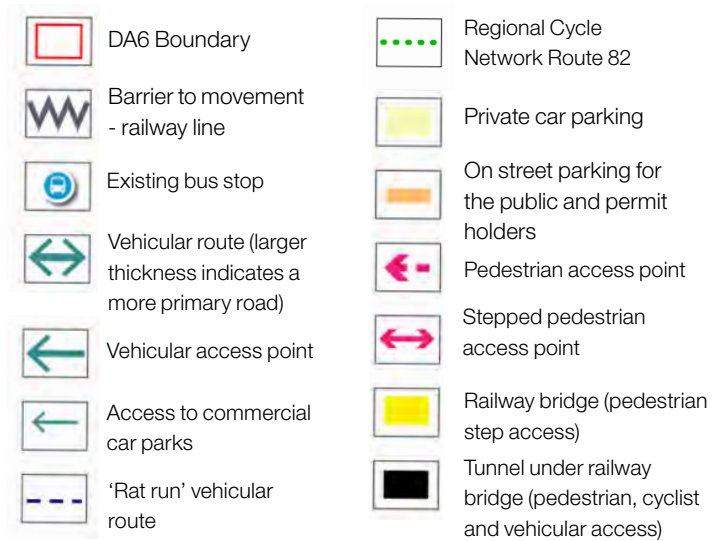 DA6 Boundary
Barrier to movement
- railway line
Existing bus stop
Vehicular route (larger
thickness indicates a
more primary road)
Vehicular access point
Access to commercial
car parks
‘Rat run’ vehicular
route
Regional Cycle
Network Route 82
Private car parking
On street parking for
the public and permit
holders
Pedestrian access point
Stepped pedestrian
access point
Railway bridge (pedestrian
step access)
Tunnel under railway
bridge (pedestrian, cyclist
and vehicular access)